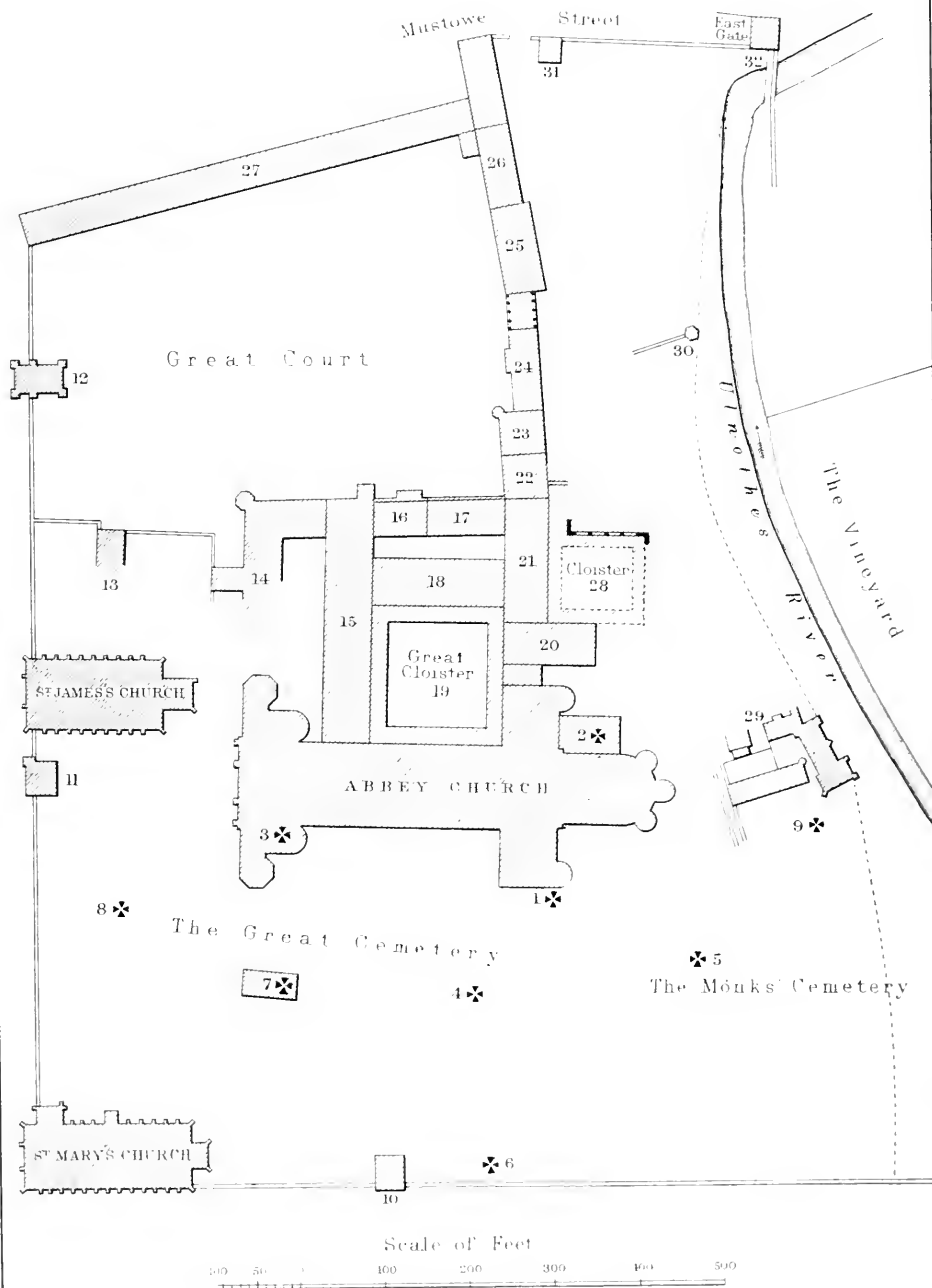 Mustowe Street
East
Gate
31
32
27
26
25
Great Court
30
12
24
23
22
16
17
21
Ulnothes River
The Vineyard
13
14
15
18
Cloister
28
20
Great
Cloister
19
ST JAMES'S CHURCH
29
2
11
ABBEY CHURCH
3
9
1
8
The Great Cemetery
5
7
4
The Monks' Cemetery
ST MARY'S CHURCH
6
10
Scale of Feet
100 50 0 100 200 300 400 500